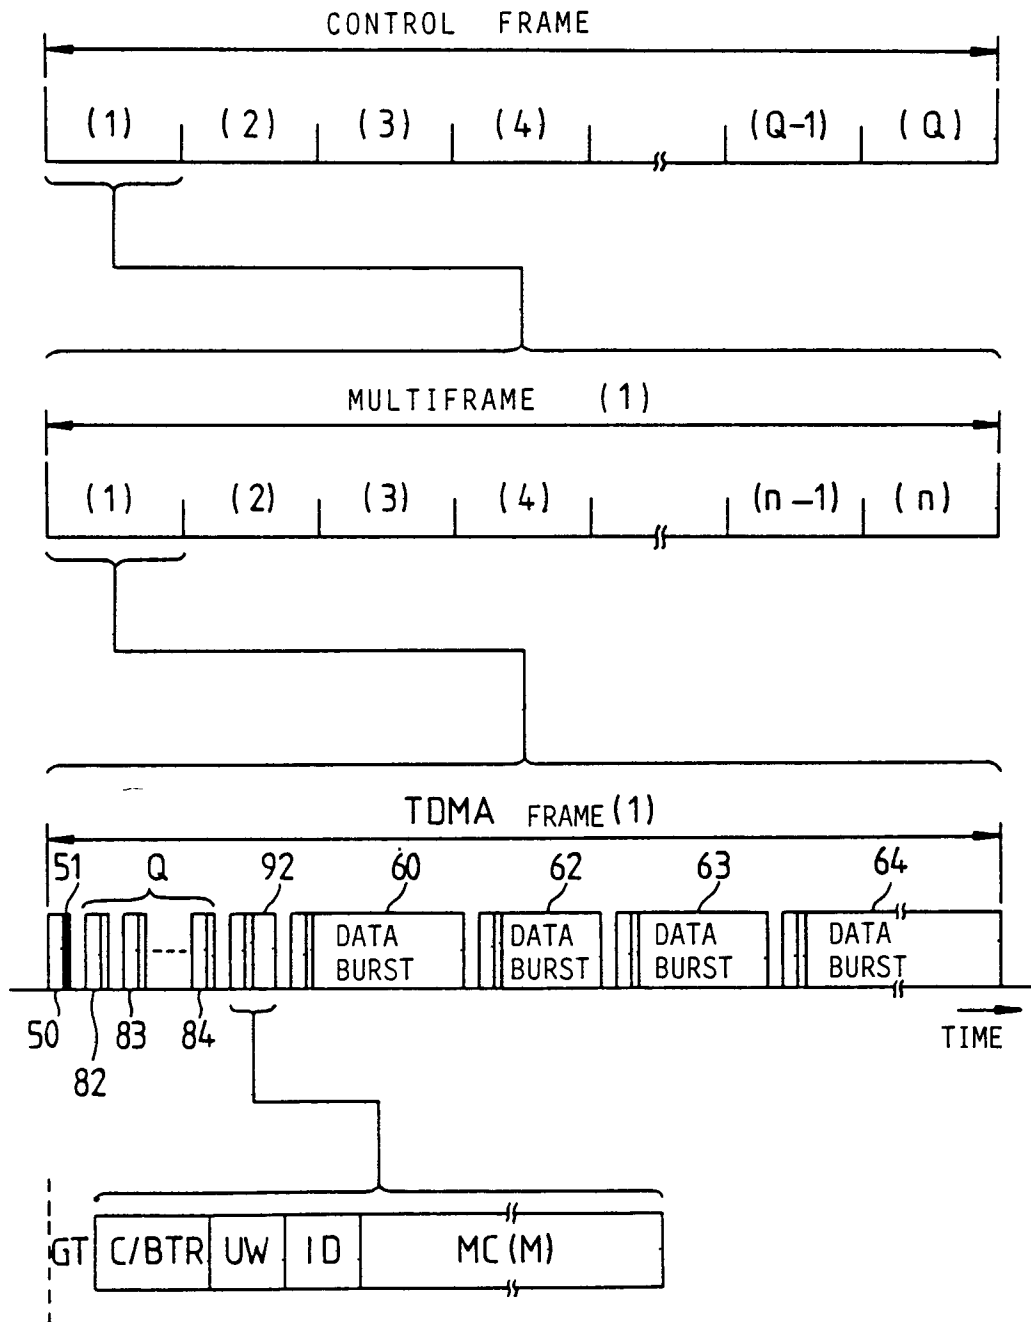 CONTROL FRAME
(1) (2) (3) (4) (Q-1) (Q)
MULTIFRAME (1)
(1) (2) (3) (4) (n-1) (n)
TDMA FRAME (1)
51 Q 92 60 62 63 64
DATA BURST
DATA BURST
DATA BURST
DATA BURST
50 82 83 84 TIME
GT C/BTR UW ID MC(M)